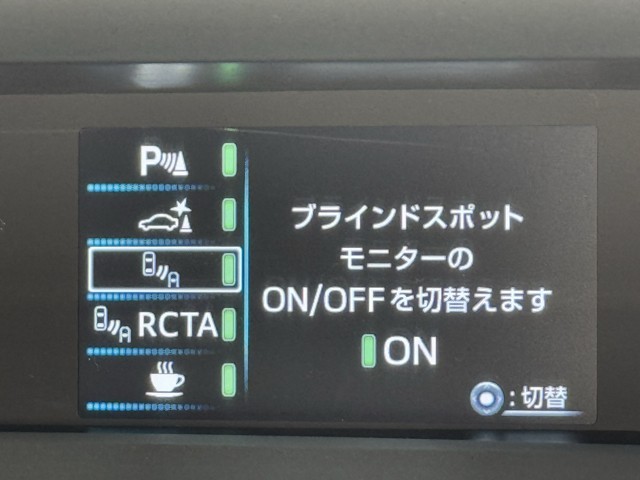 P
ブラインドスポット
モニターの
ON/OFFを切替えます
RCTA
ON
:切替